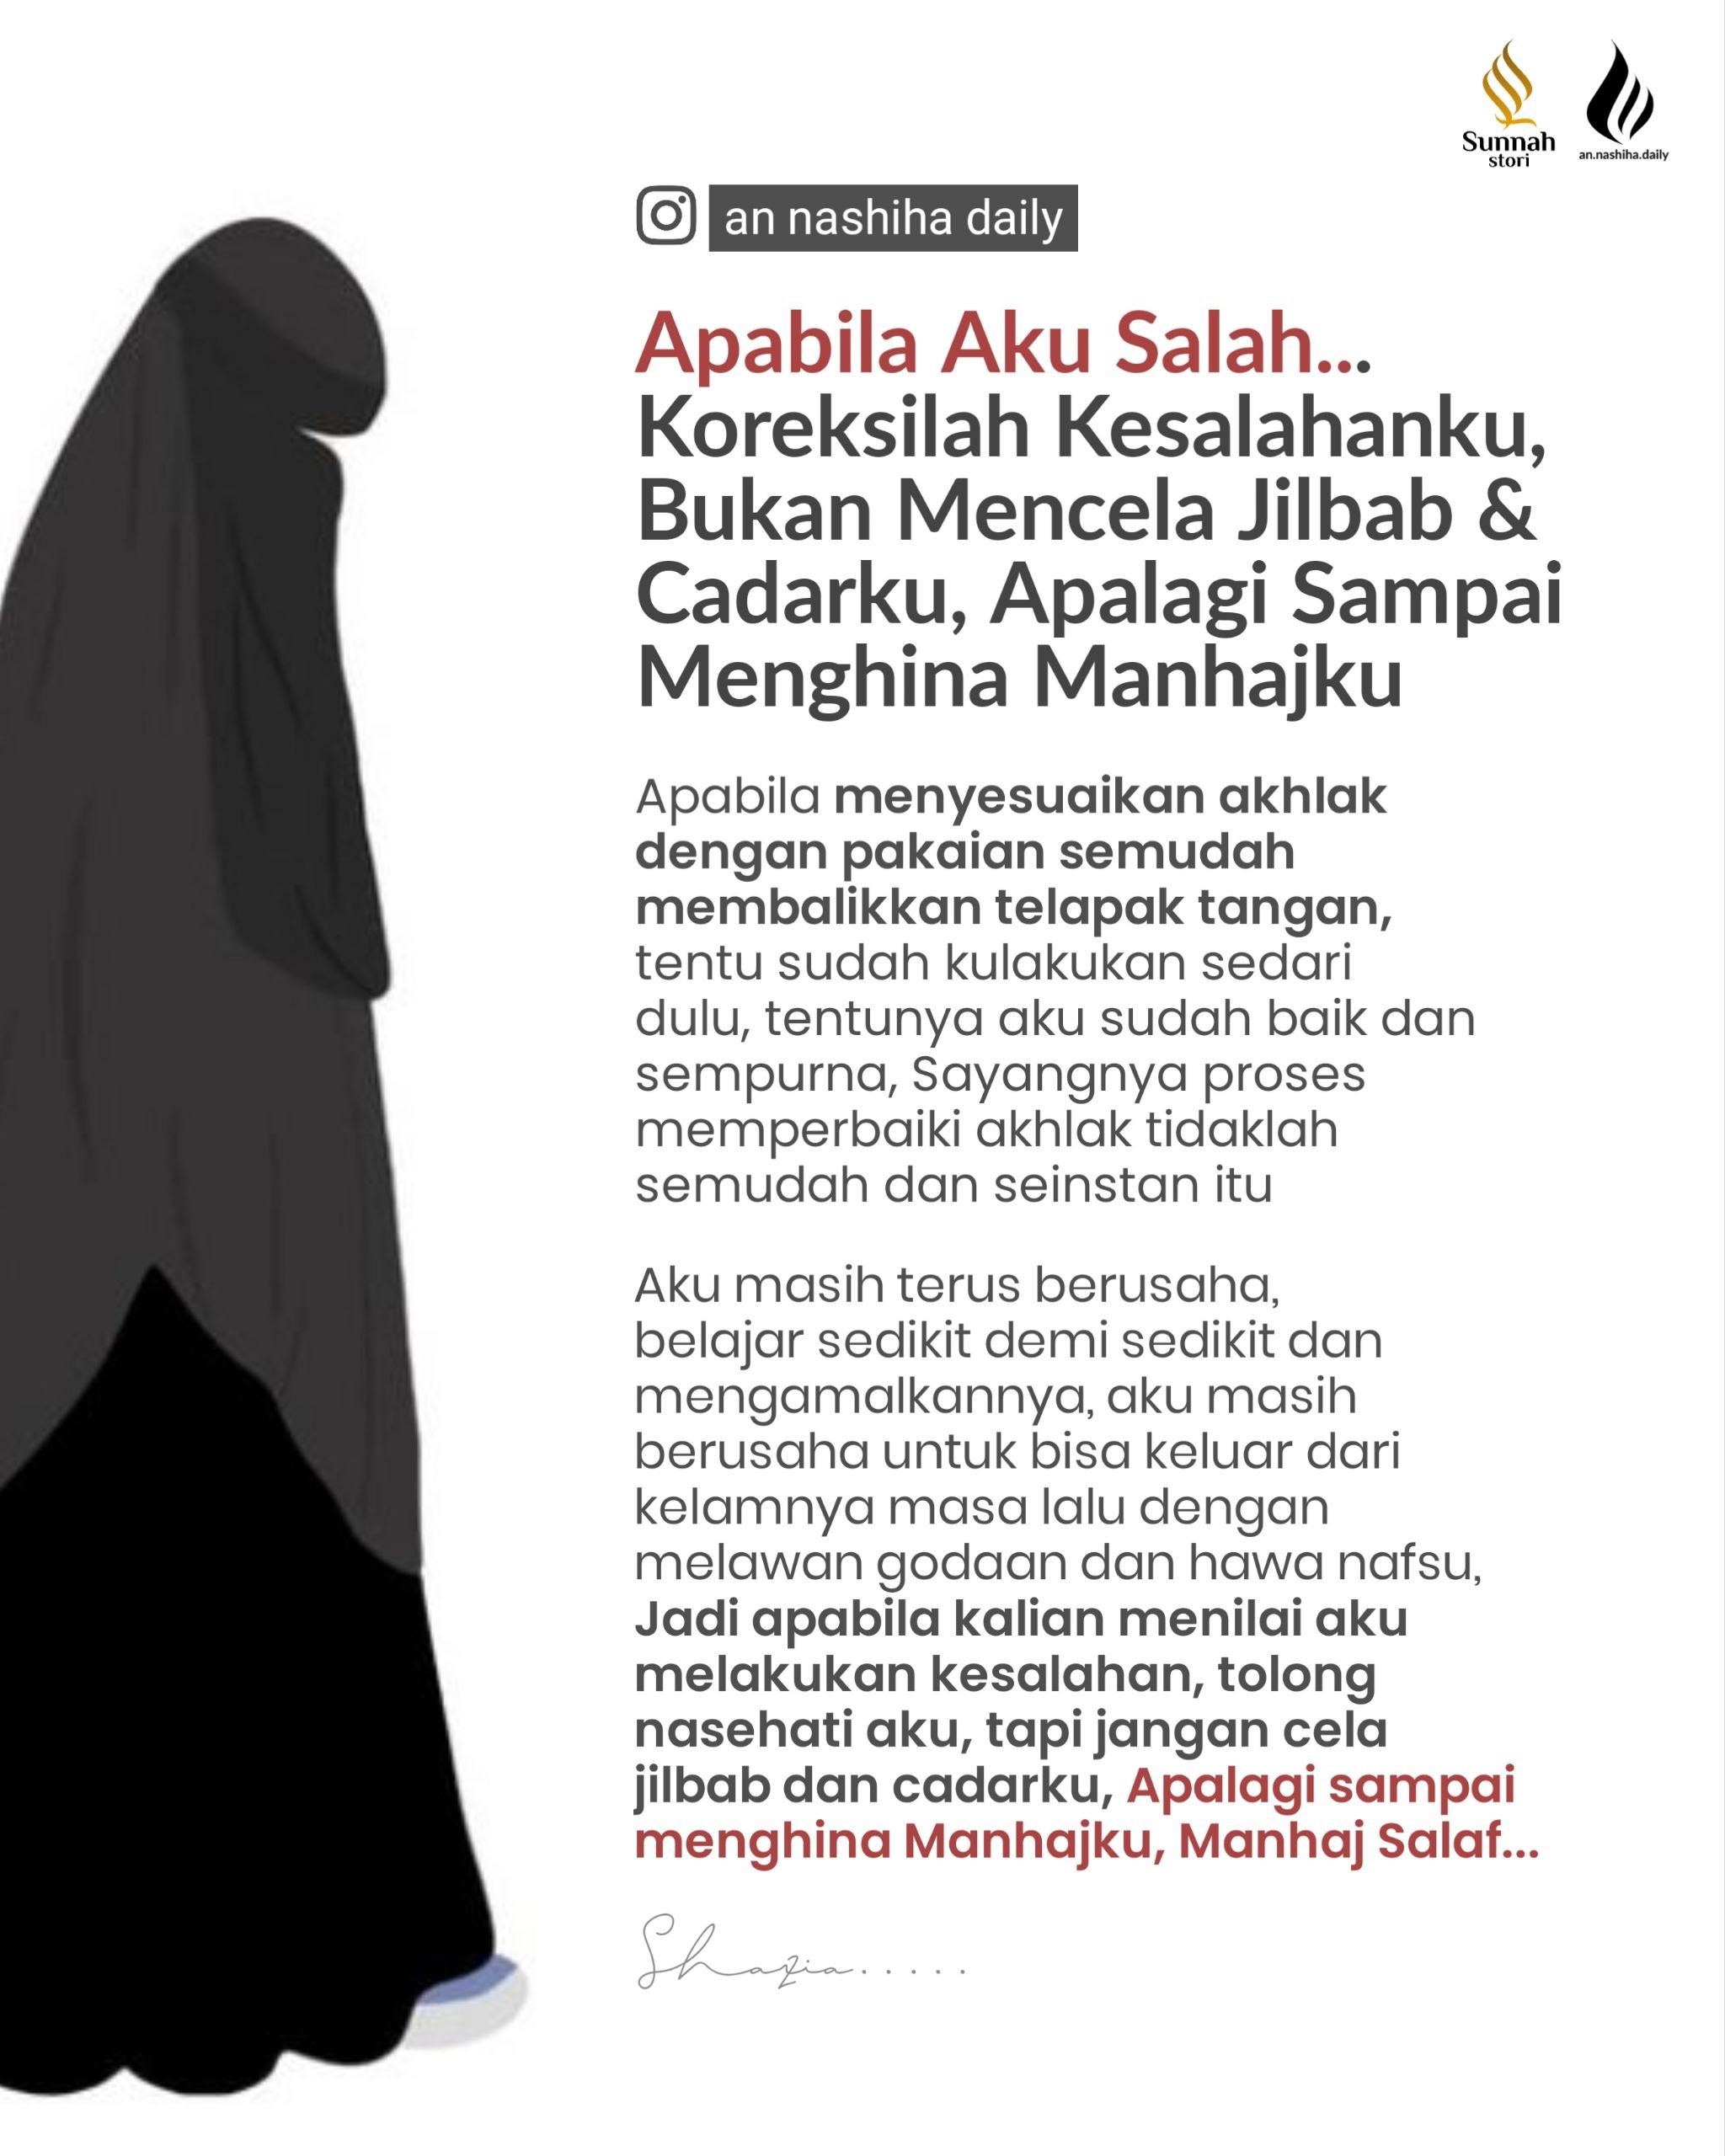 Sunnah
stori
an.nashiha.daily
an nashiha daily
Apabila Aku Salah...
Koreksilah Kesalahanku,
Bukan Mencela Jilbab &
Cadarku, Apalagi Sampai
Menghina Manhajku
Apabila menyesuaikan akhlak
dengan pakaian semudah
membalikkan telapak tangan,
tentu sudah kulakukan sedari
dulu, tentunya aku sudah baik dan
sempurna, Sayangnya proses
memperbaiki akhlak tidaklah
semudah dan seinstan itu
Aku masih terus berusaha,
belajar sedikit demi sedikit dan
mengamalkannya, aku masih
berusaha untuk bisa keluar dari
kelamnya masa lalu dengan
melawan godaan dan hawa nafsu,
Jadi apabila kalian menilai aku
melakukan kesalahan, tolong
nasehati aku, tapi jangan cela
jilbab dan cadarku, Apalagi sampai
menghina Manhajku, Manhaj Salaf...
Shazia.....